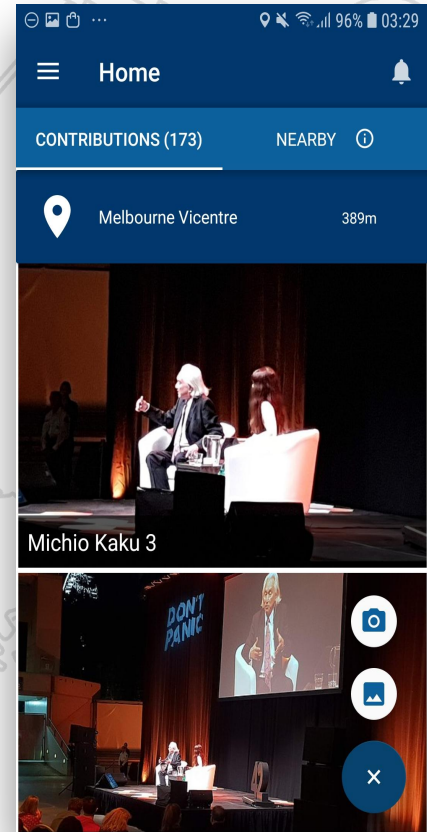 96% 03:29
Home
CONTRIBUTIONS (173) NEARBY
Melbourne Vicentre 389m
Michio Kaku 3
DON'T
PANIC